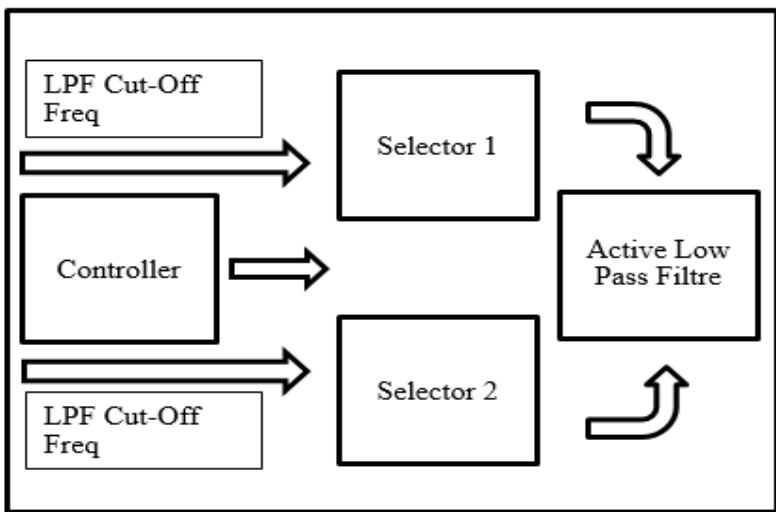 LPF Cut-Off
Freq
Selector 1
Controller
Active Low
Pass Filtre
Selector 2
LPF Cut-Off
Freq